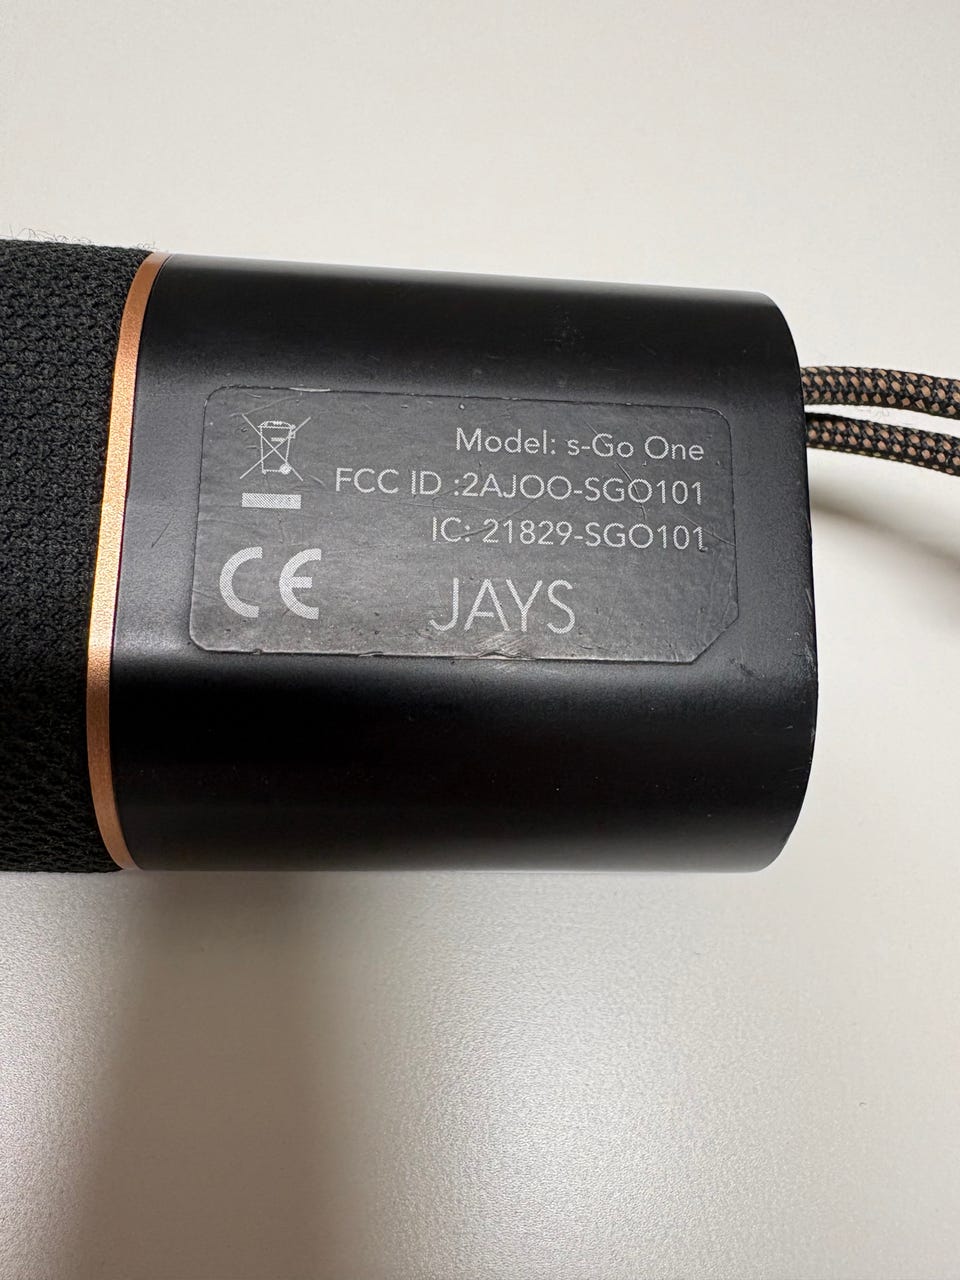 Model: s-Go One
FCC ID :2AJOO-SGO101
IC: 21829-SGO101
CE
JAYS